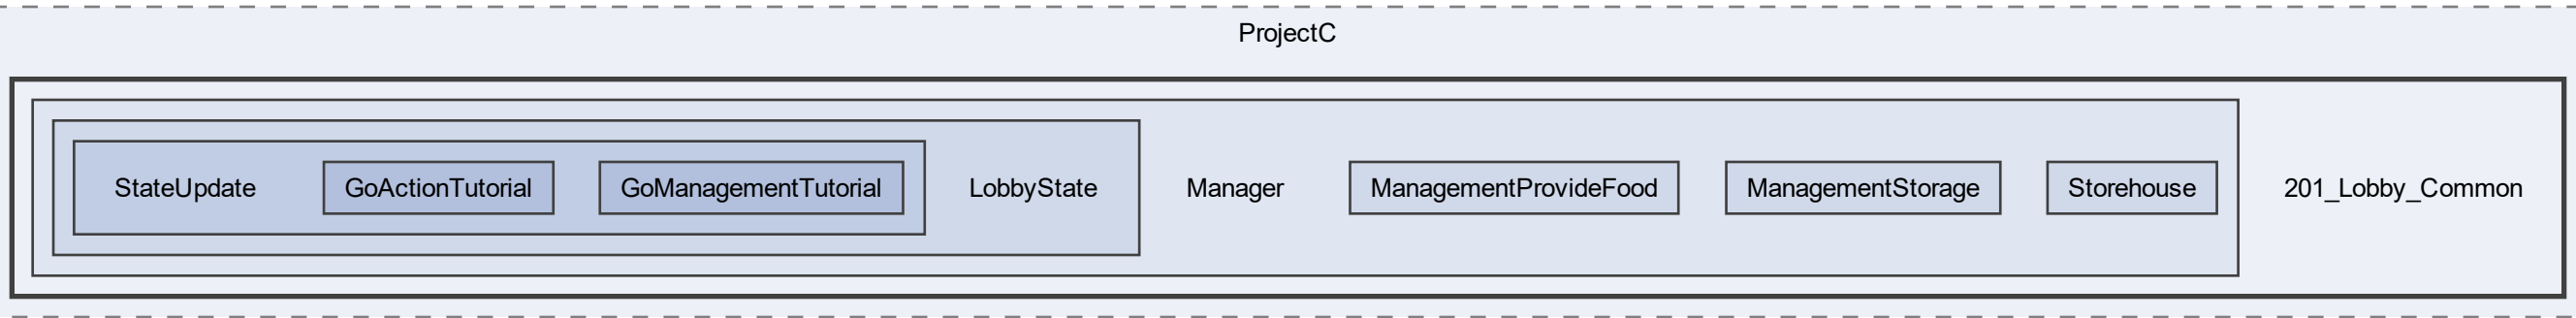 ProjectC
StateUpdate GoActionTutorial GoManagementTutorial LobbyState Manager ManagementProvideFood ManagementStorage Storehouse 201_Lobby_Common